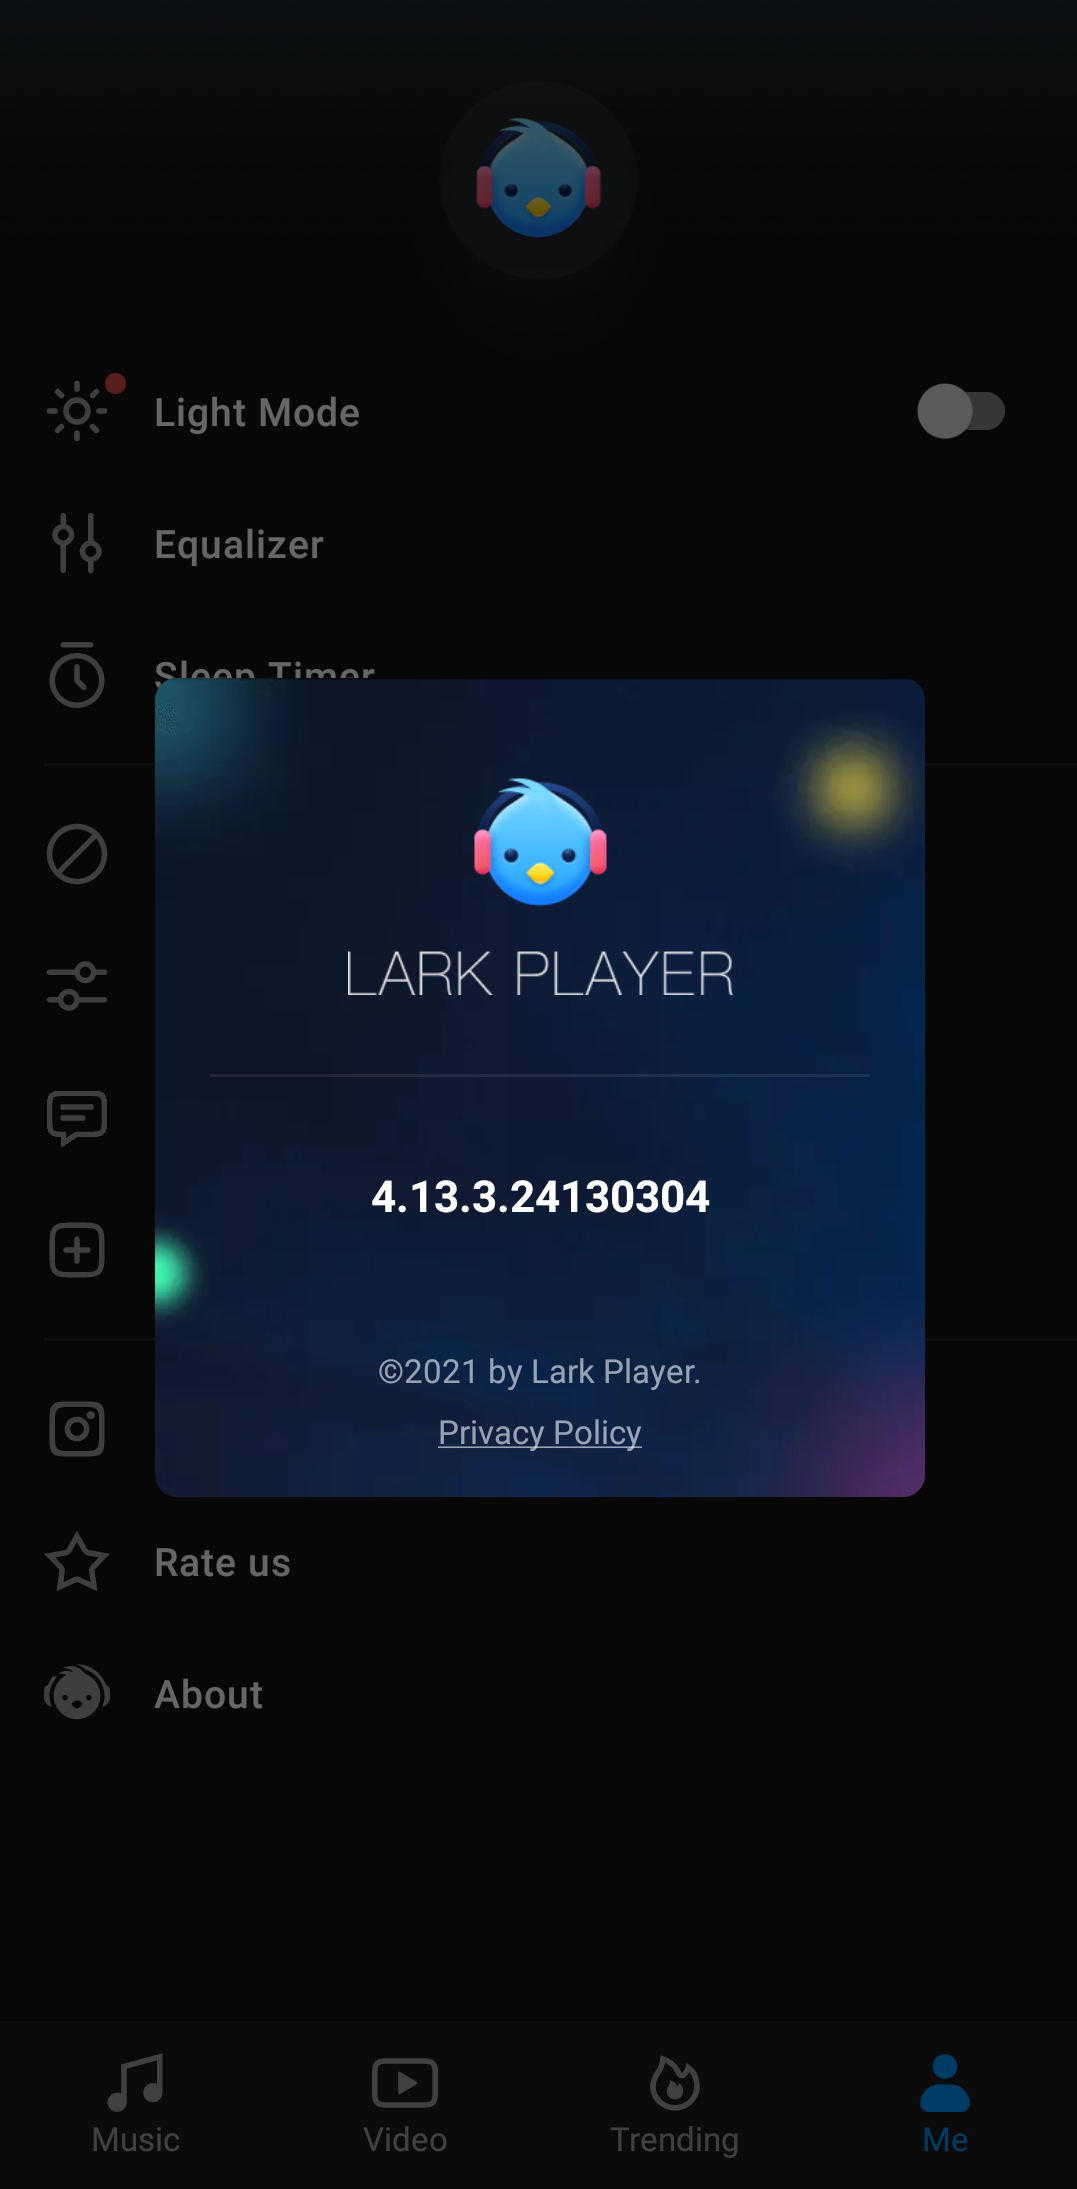 Light Mode
Equalizer
Sleep Timer
LARK PLAYER
4.13.3.24130304
©2021 by Lark Player.
Privacy Policy
Rate us
About
Music
Video
Trending
Me